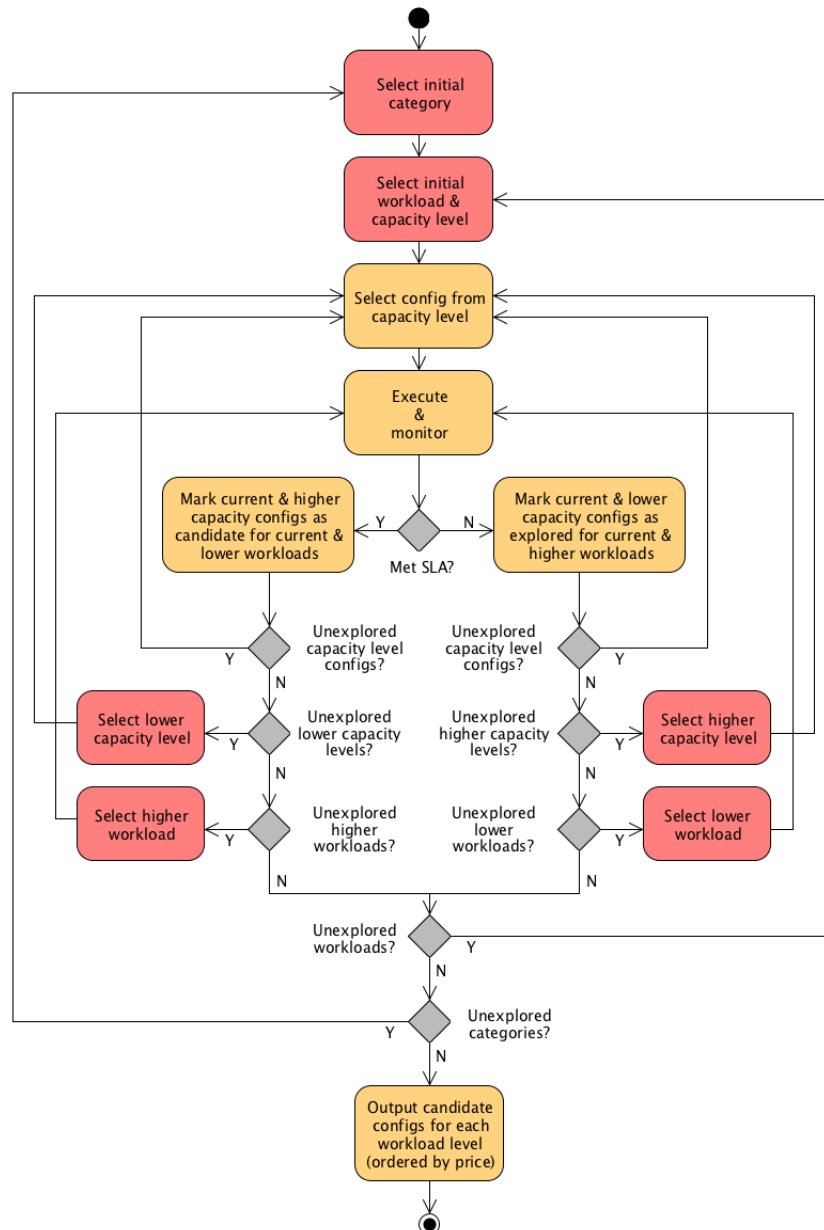 Select initial
category
Select initial
workload &
capacity level
Select config from
capacity level
Execute
&
monitor
Mark current & higher
capacity configs as
candidate for current &
lower workloads
Y
N
Met SLA?
Mark current & lower
capacity configs as
explored for current &
higher workloads
Unexplored
capacity level
configs?
Y
N
Unexplored
capacity level
configs?
Y
N
Select lower
capacity level
Y
Unexplored
lower capacity
levels?
N
Unexplored
higher capacity
levels?
Y
N
Select higher
capacity level
Select higher
workload
Y
Unexplored
higher
workloads?
N
Unexplored
lower
workloads?
Y
N
Select lower
workload
Unexplored
workloads?
Y
N
Y
Unexplored
categories?
N
Output candidate
configs for each
workload level
(ordered by price)